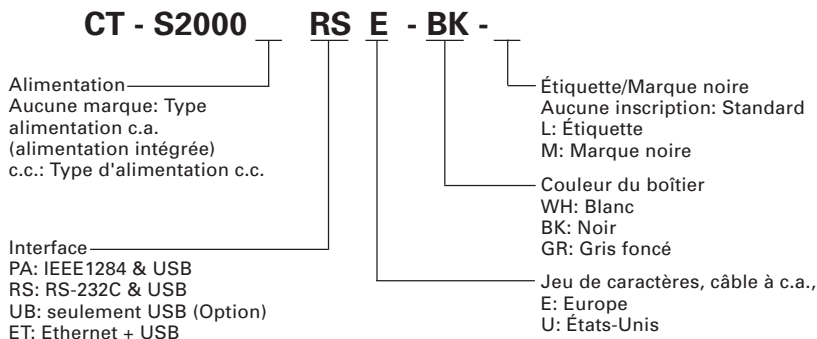 CT - S2000 __ RS E - BK - __
Alimentation
Aucune marque: Type
alimentation c.a.
(alimentation intégrée)
c.c.: Type d'alimentation c.c.
Interface
PA: IEEE1284 & USB
RS: RS-232C & USB
UB: seulement USB (Option)
ET: Ethernet + USB
Étiquette/Marque noire
Aucune inscription: Standard
L: Étiquette
M: Marque noire
Couleur du boîtier
WH: Blanc
BK: Noir
GR: Gris foncé
Jeu de caractères, câble à c.a.,
E: Europe
U: États-Unis